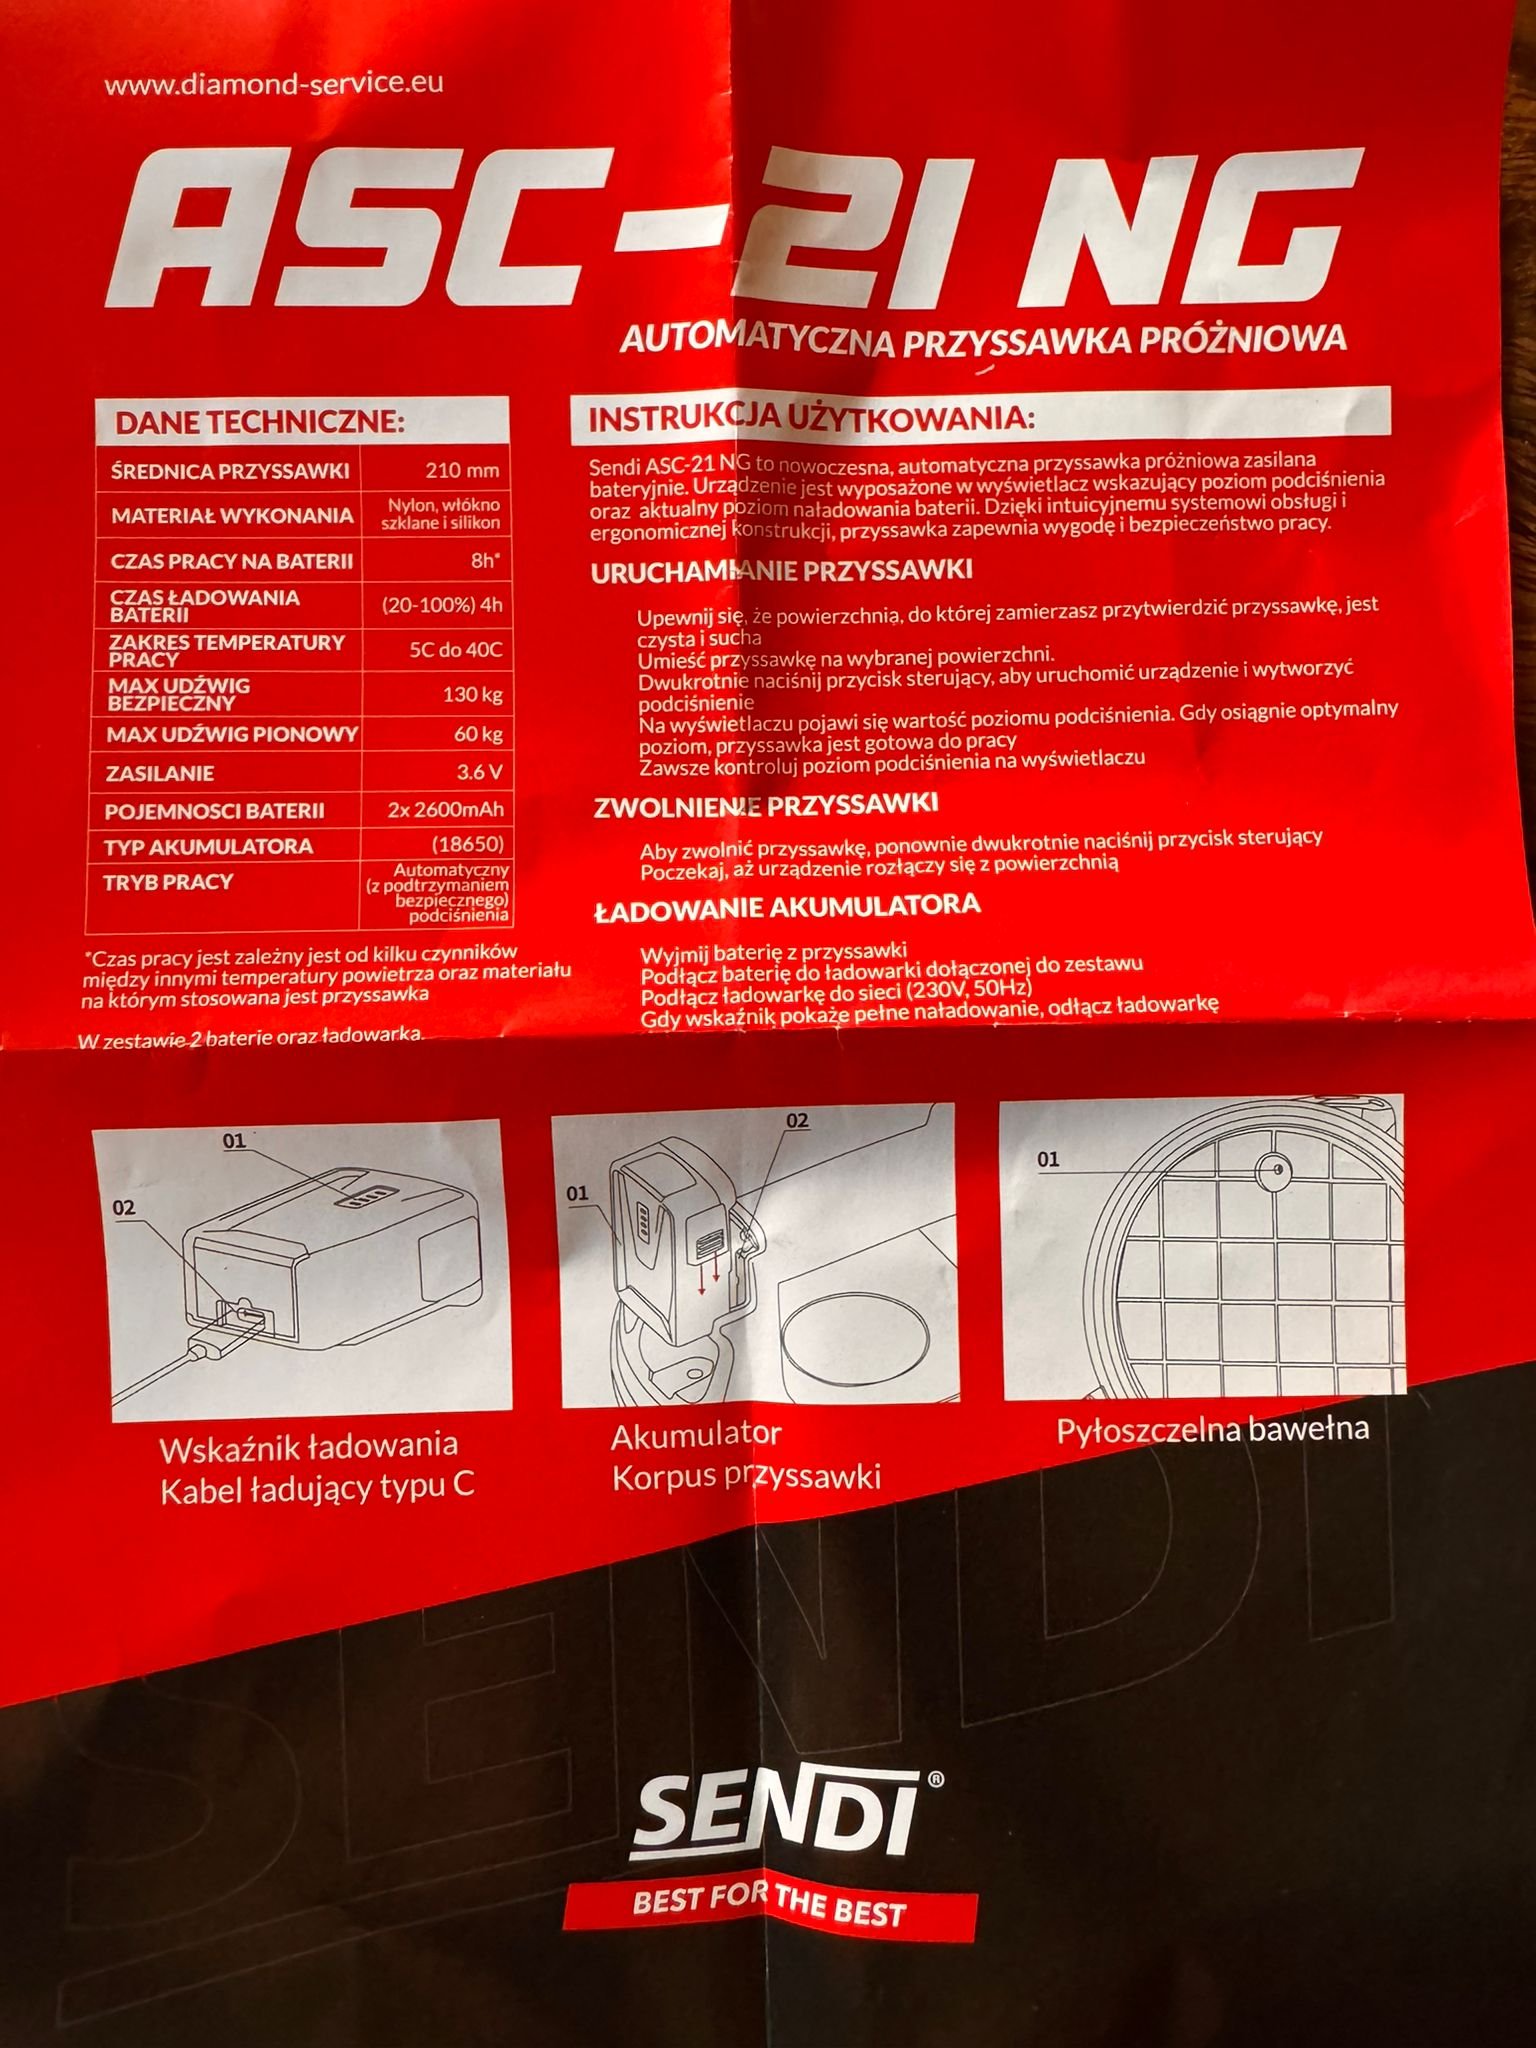 www.diamond-service.eu
ASC-21 NG
AUTOMATYCZNA PRZYSSAWKA PRÓŻNIOWA
DANE TECHNICZNE:
ŚREDNICA PRZYSSAWKI 210 mm
MATERIAŁ WYKONANIA Nylon, włókno
szklane i silikon
CZAS PRACY NA BATERII 8h*
CZAS ŁADOWANIA
BATERII (20-100%) 4h
ZAKRES TEMPERATURY
PRACY 5C do 40C
MAX UDŹWIG
BEZPIECZNY 130 kg
MAX UDŹWIG PIONOWY 60 kg
ZASILANIE 3.6 V
POJEMNOSCI BATERII 2x 2600mAh
TYP AKUMULATORA (18650)
TRYB PRACY Automatyczny
(z podtrzymaniem
bezpiecznego)
podciśnienia
*Czas pracy jest zależny jest od kilku czynników
między innymi temperatury powietrza oraz materiału
na którym stosowana jest przyssawka
W zestawie 2 baterie oraz ładowarka.
INSTRUKCJA UŻYTKOWANIA:
Sendi ASC-21 NG to nowoczesna, automatyczna przyssawka próżniowa zasilana
bateryjnie. Urządzenie jest wyposażone w wyświetlacz wskazujący poziom podciśnienia
oraz aktualny poziom naładowania baterii. Dzięki intuicyjnemu systemowi obsługi i
ergonomicznej konstrukcji, przyssawka zapewnia wygodę i bezpieczeństwo pracy.
URUCHAMIANIE PRZYSSAWKI
Upewnij się, że powierzchnia, do której zamierzasz przytwierdzić przyssawkę, jest
czysta i sucha
Umieść przyssawkę na wybranej powierzchni.
Dwukrotnie naciśnij przycisk sterujący, aby uruchomić urządzenie i wytworzyć
podciśnienie
Na wyświetlaczu pojawi się wartość poziomu podciśnienia. Gdy osiągnie optymalny
poziom, przyssawka jest gotowa do pracy
Zawsze kontroluj poziom podciśnienia na wyświetlaczu
ZWOLNIENIE PRZYSSAWKI
Aby zwolnić przyssawkę, ponownie dwukrotnie naciśnij przycisk sterujący
Poczekaj, aż urządzenie rozłączy się z powierzchnią
ŁADOWANIE AKUMULATORA
Wyjmij baterię z przyssawki
Podłącz baterię do ładowarki dołączonej do zestawu
Podłącz ładowarkę do sieci (230V, 50Hz)
Gdy wskaźnik pokaże pełne naładowanie, odłącz ładowarkę
01
02
Wskaźnik ładowania
Kabel ładujący typu C
01
02
Akumulator
Korpus przyssawki
01
Pyłoszczelna bawełna
SENDI
SENDI®
BEST FOR THE BEST